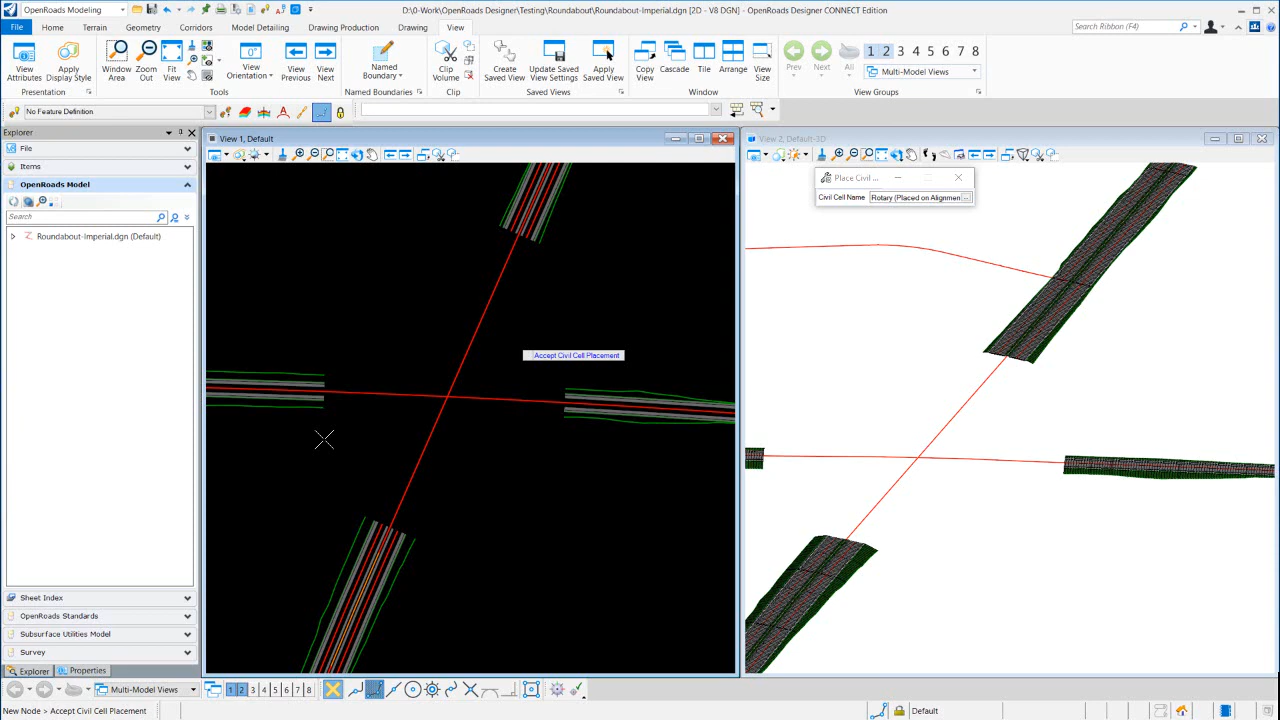 OpenRoads Modeling
D:\0-Work\OpenRoads Designer\Testing\Roundabout\Roundabout-Imperial.dgn [2D - V8 DGN] - OpenRoads Designer CONNECT Edition
File Home Terrain Geometry Corridors Model Detailing Drawing Production Drawing View
Search Ribbon (F4)
View Attributes
Apply Display Style
Window Area
Zoom Out
Fit View
View Orientation
View Previous
View Next
Named Boundary
Clip Volume
Create Saved View
Update Saved View Settings
Apply Saved View
Copy View
Cascade
Tile
Arrange
View Size
Prev
Next
All
1 2 3 4 5 6 7 8
Multi-Model Views
Presentation
Tools
Named Boundaries
Clip
Saved Views
Window
View Groups
No Feature Definition
Explorer
File
Items
OpenRoads Model
Search
Roundabout-Imperial.dgn (Default)
Sheet Index
OpenRoads Standards
Subsurface Utilities Model
Survey
Explorer
Properties
View 1, Default
Accept Civil Cell Placement
View 2, Default-3D
Place Civil ...
Civil Cell Name
Rotary (Placed on Alignmen
Multi-Model Views
1 2 3 4 5 6 7 8
New Node > Accept Civil Cell Placement
Default